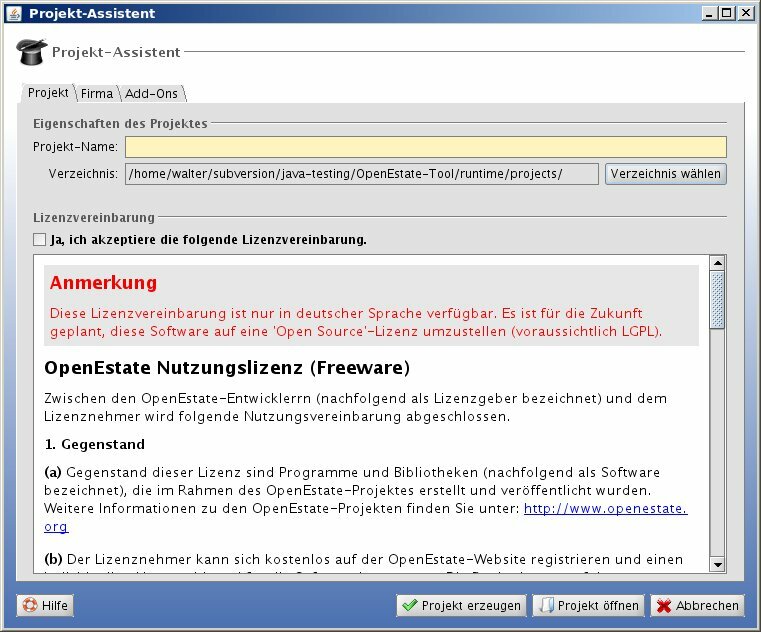 Projekt-Assistent
Projekt-Assistent
Projekt Firma Add-Ons
Eigenschaften des Projektes
Projekt-Name:
Verzeichnis: /home/walter/subversion/java-testing/OpenEstate-Tool/runtime/projects/ Verzeichnis wählen
Lizenzvereinbarung
Ja, ich akzeptiere die folgende Lizenzvereinbarung.
Anmerkung
Diese Lizenzvereinbarung ist nur in deutscher Sprache verfügbar. Es ist für die Zukunft
geplant, diese Software auf eine 'Open Source'-Lizenz umzustellen (voraussichtlich LGPL).
OpenEstate Nutzungslizenz (Freeware)
Zwischen den OpenEstate-Entwicklerrn (nachfolgend als Lizenzgeber bezeichnet) und dem
Lizenznehmer wird folgende Nutzungsvereinbarung abgeschlossen.
1. Gegenstand
(a) Gegenstand dieser Lizenz sind Programme und Bibliotheken (nachfolgend als Software
bezeichnet), die im Rahmen des OpenEstate-Projektes erstellt und veröffentlicht wurden.
Weitere Informationen zu den OpenEstate-Projekten finden Sie unter: http://www.openestate.
org
(b) Der Lizenznehmer kann sich kostenlos auf der OpenEstate-Website registrieren und einen
Hilfe Projekt erzeugen Projekt öffnen Abbrechen